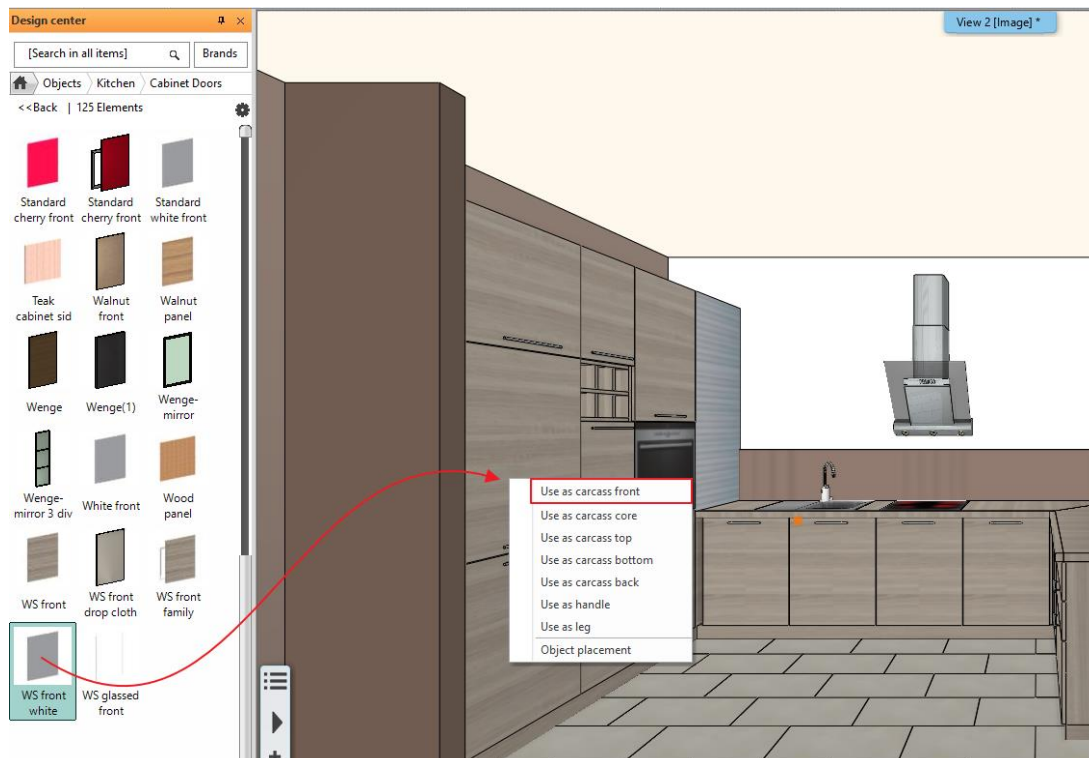 Design center
View 2 [Image] *
[Search in all items]
Brands
Objects
Kitchen
Cabinet Doors
<<Back | 125 Elements
Standard
cherry front
Standard
cherry front
Standard
white front
Teak
cabinet sid
Walnut
front
Walnut
panel
Wenge
Wenge(1)
Wenge-
mirror
Wenge-
mirror 3 div
White front
Wood
panel
WS front
WS front
drop cloth
WS front
family
WS front
white
WS glassed
front
Use as carcass front
Use as carcass core
Use as carcass top
Use as carcass bottom
Use as carcass back
Use as handle
Use as leg
Object placement